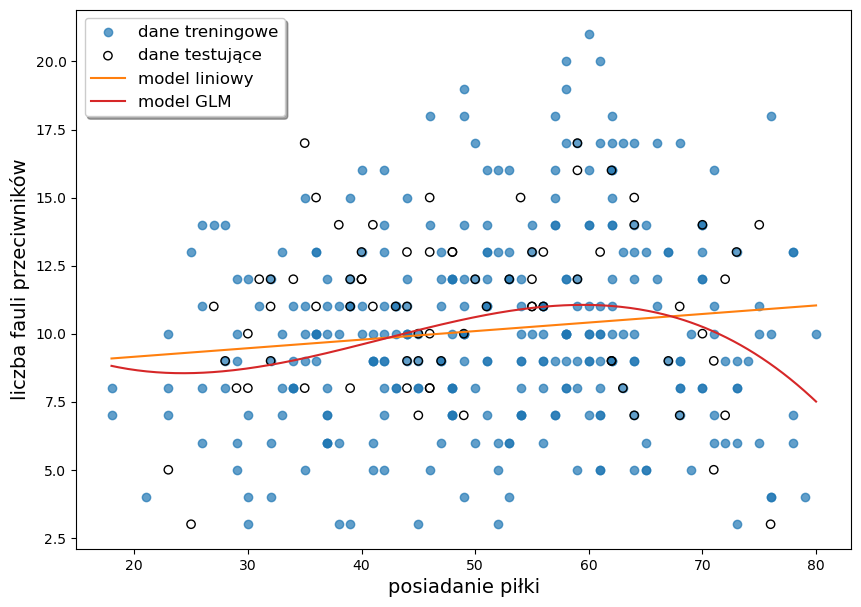 dane treningowe
dane testujące
model liniowy
model GLM
liczba fauli przeciwników
20.0
17.5
15.0
12.5
10.0
7.5
5.0
2.5
20 30 40 50 60 70 80
posiadanie piłki